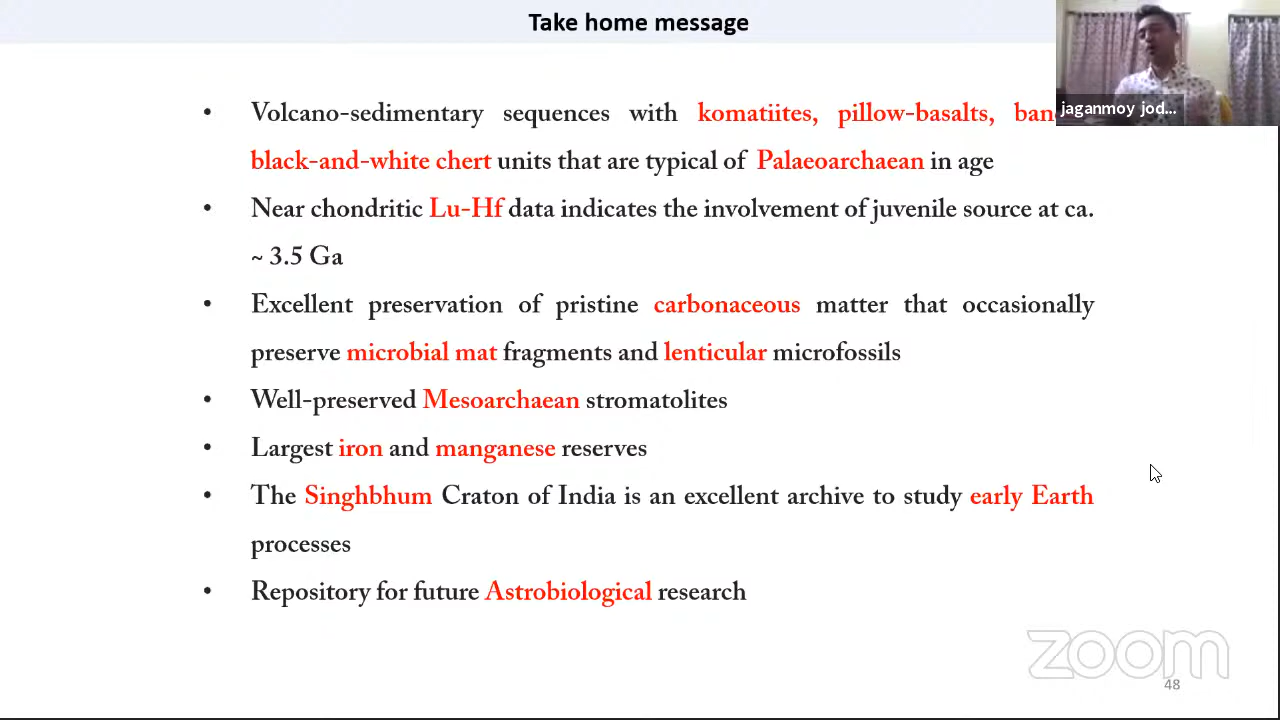 Take home message
jaganmoy jod...
• Volcano-sedimentary sequences with komatiites, pillow-basalts,
black-and-white chert units that are typical of Palaeoarchaean in age
• Near chondritic Lu-Hf data indicates the involvement of juvenile source at ca.
~ 3.5 Ga
• Excellent preservation of pristine carbonaceous matter that occasionally
preserve microbial mat fragments and lenticular microfossils
• Well-preserved Mesoarchaean stromatolites
• Largest iron and manganese reserves
• The Singhbhum Craton of India is an excellent archive to study early Earth
processes
• Repository for future Astrobiological research
zoom
48